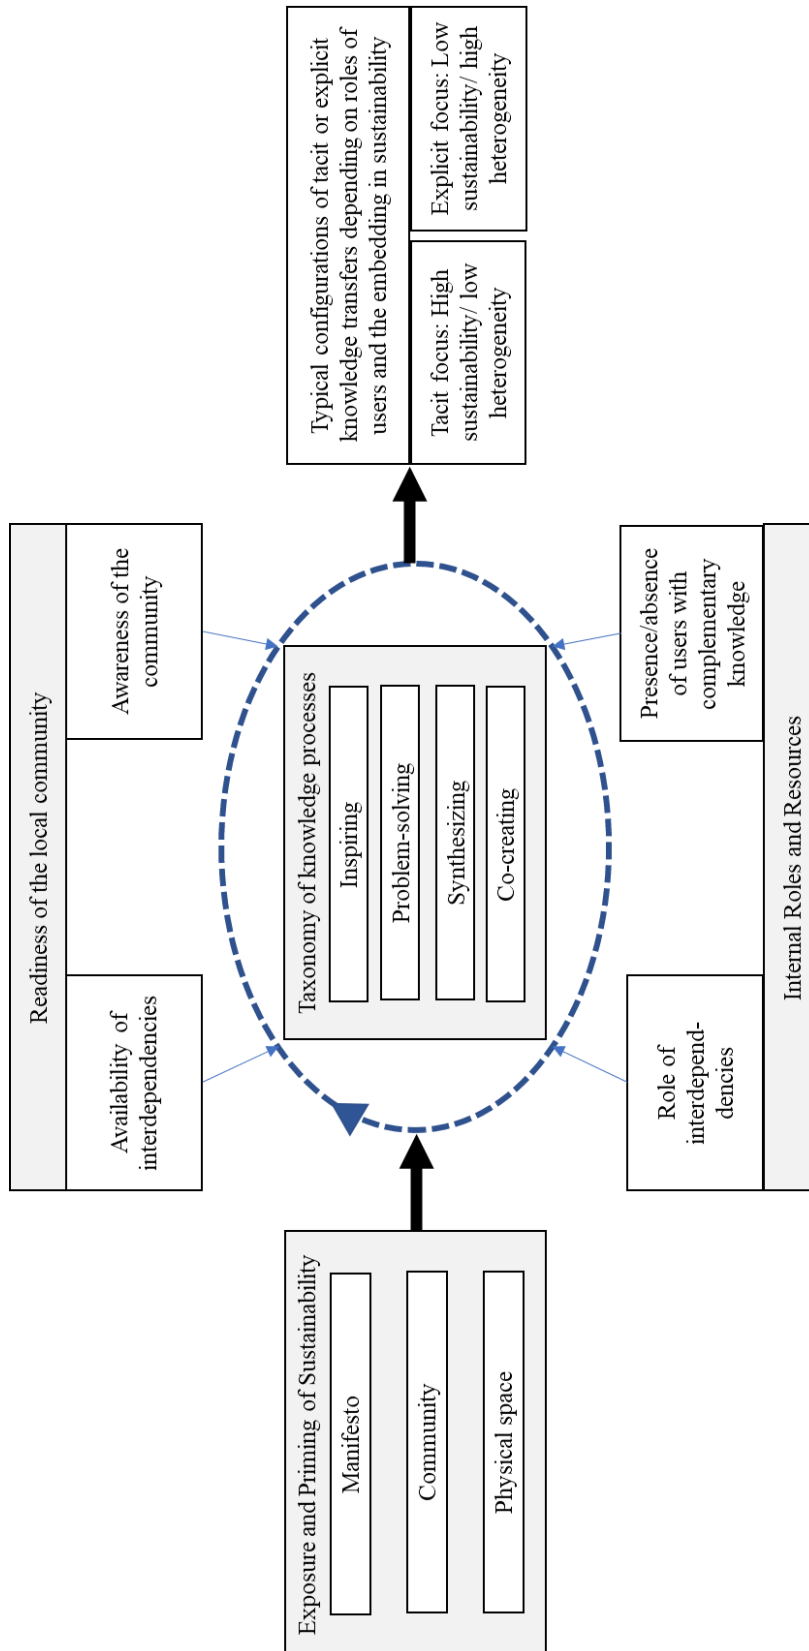 Readiness of the local community
Availability of
interdependencies
Awareness of the
community
Exposure and Priming of Sustainability
Manifesto
Community
Physical space
Taxonomy of knowledge processes
Inspiring
Problem-solving
Synthesizing
Co-creating
Typical configurations of tacit or explicit
knowledge transfers depending on roles of
users and the embedding in sustainability
Tacit focus: High
sustainability/ low
heterogeneity
Explicit focus: Low
sustainability/ high
heterogeneity
Role of
interdepend-
dencies
Presence/absence
of users with
complementary
knowledge
Internal Roles and Resources